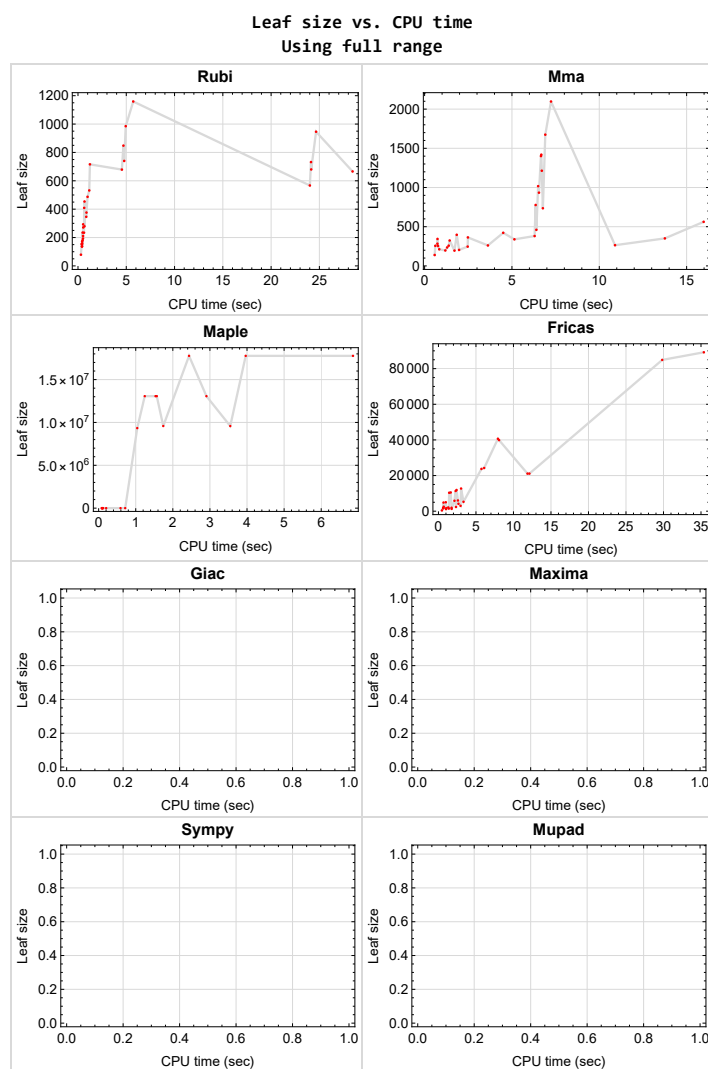 Leaf size vs. CPU time
Using full range
Rubi
1200
1000
800
600
400
200
0
Leaf size
0 5 10 15 20 25
CPU time (sec)
Mma
2000
1500
1000
500
0
Leaf size
0 5 10 15
CPU time (sec)
Maple
1.5×10⁷
1.0×10⁷
5.0×10⁶
0
Leaf size
0 1 2 3 4 5 6
CPU time (sec)
Fricas
80000
60000
40000
20000
0
Leaf size
0 5 10 15 20 25 30 35
CPU time (sec)
Giac
1.0
0.8
0.6
0.4
0.2
0.0
Leaf size
0.0 0.2 0.4 0.6 0.8 1.0
CPU time (sec)
Maxima
1.0
0.8
0.6
0.4
0.2
0.0
Leaf size
0.0 0.2 0.4 0.6 0.8 1.0
CPU time (sec)
Sympy
1.0
0.8
0.6
0.4
0.2
0.0
Leaf size
0.0 0.2 0.4 0.6 0.8 1.0
CPU time (sec)
Mupad
1.0
0.8
0.6
0.4
0.2
0.0
Leaf size
0.0 0.2 0.4 0.6 0.8 1.0
CPU time (sec)